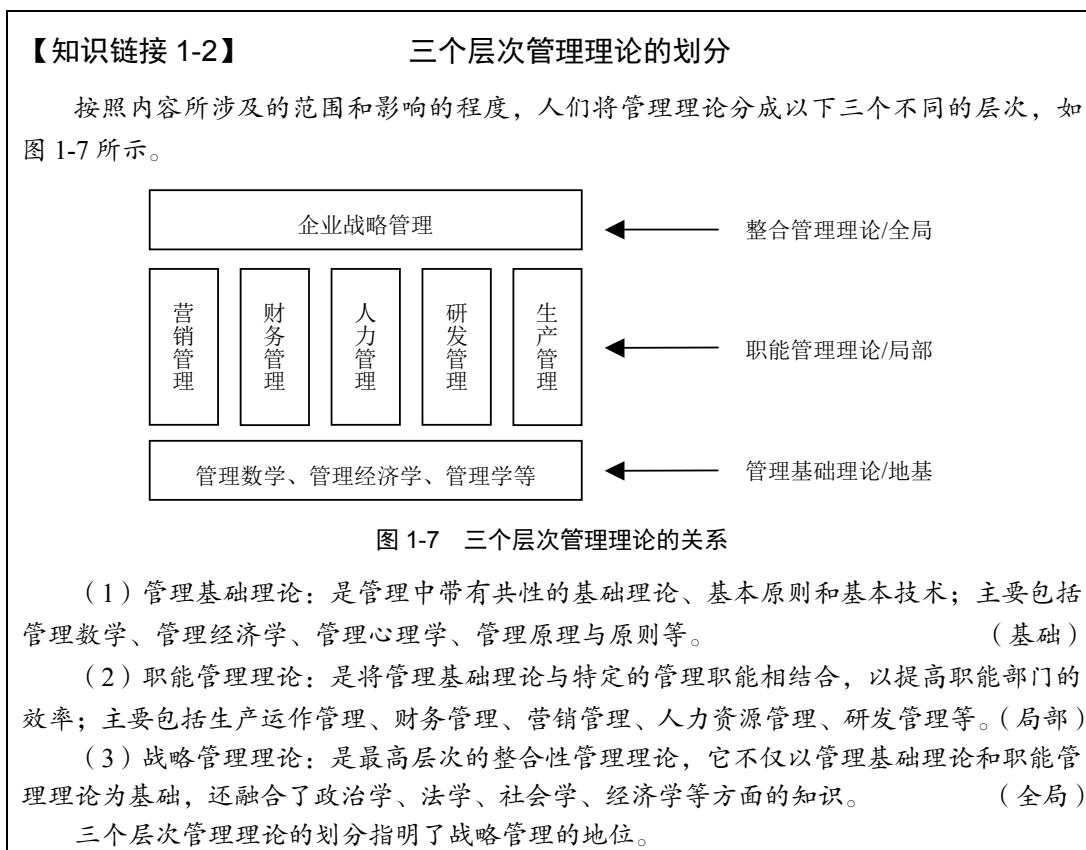 【知识链接 1-2】 三个层次管理理论的划分
按照内容所涉及的范围和影响的程度，人们将管理理论分成以下三个不同的层次，如
图 1-7 所示。
企业战略管理
整合管理理论/全局
营销管理
财务管理
人力管理
研发管理
生产管理
职能管理理论/局部
管理数学、管理经济学、管理学等
管理基础理论/地基
图 1-7 三个层次管理理论的关系
（1）管理基础理论：是管理中带有共性的基础理论、基本原则和基本技术；主要包括
管理数学、管理经济学、管理心理学、管理原理与原则等。 （基础）
（2）职能管理理论：是将管理基础理论与特定的管理职能相结合，以提高职能部门的
效率；主要包括生产运作管理、财务管理、营销管理、人力资源管理、研发管理等。（局部）
（3）战略管理理论：是最高层次的整合性管理理论，它不仅以管理基础理论和职能管
理理论为基础，还融合了政治学、法学、社会学、经济学等方面的知识。 （全局）
三个层次管理理论的划分指明了战略管理的地位。